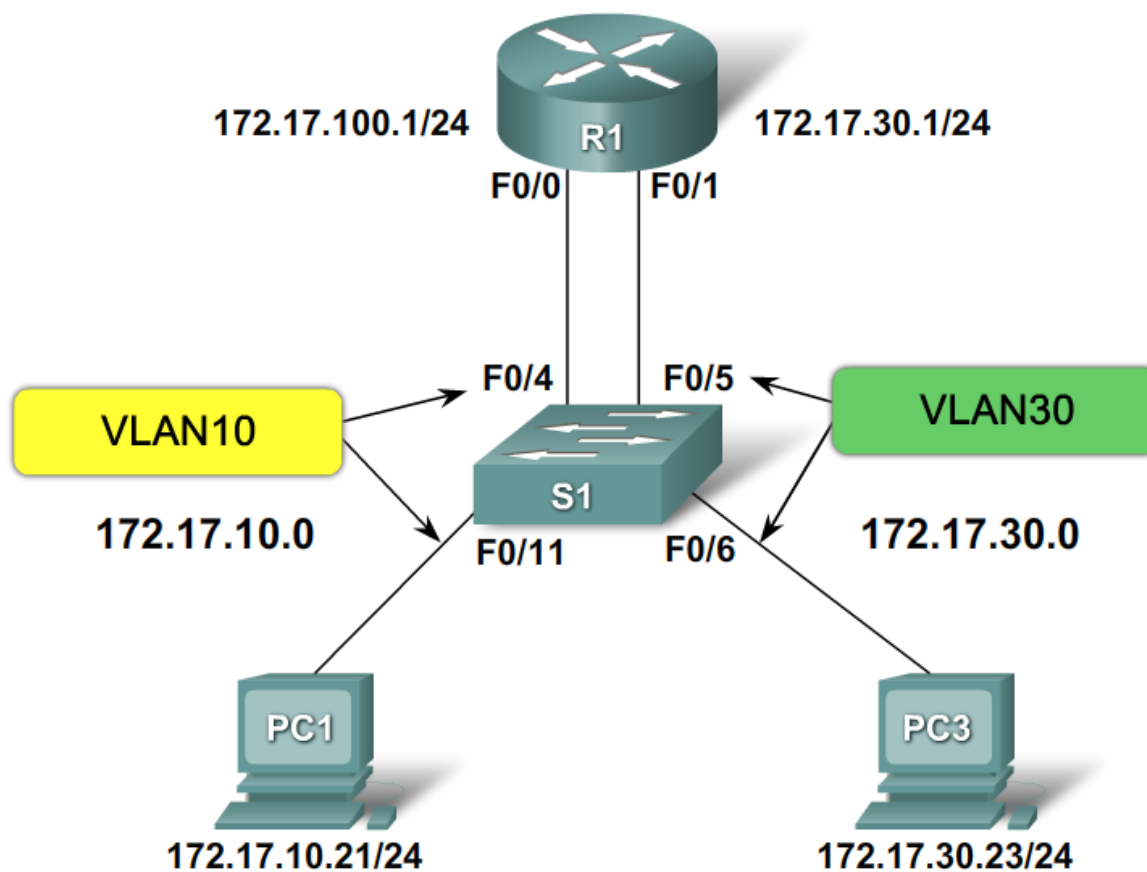 172.17.100.1/24
R1
172.17.30.1/24
F0/0
F0/1
F0/4
F0/5
VLAN10
VLAN30
172.17.10.0
S1
172.17.30.0
F0/11
F0/6
PC1
PC3
172.17.10.21/24
172.17.30.23/24